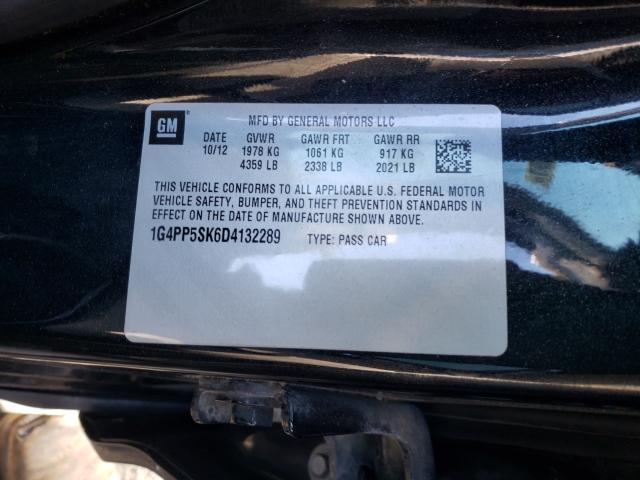 GM
MFD BY GENERAL MOTORS LLC
DATE GVWR GAWR FRT GAWR RR
10/12 1978 KG 1061 KG 917 KG
4359 LB 2338 LB 2021 LB
THIS VEHICLE CONFORMS TO ALL APPLICABLE U.S. FEDERAL MOTOR
VEHICLE SAFETY, BUMPER, AND THEFT PREVENTION STANDARDS IN
EFFECT ON THE DATE OF MANUFACTURE SHOWN ABOVE.
1G4PP5SK6D4132289 TYPE: PASS CAR